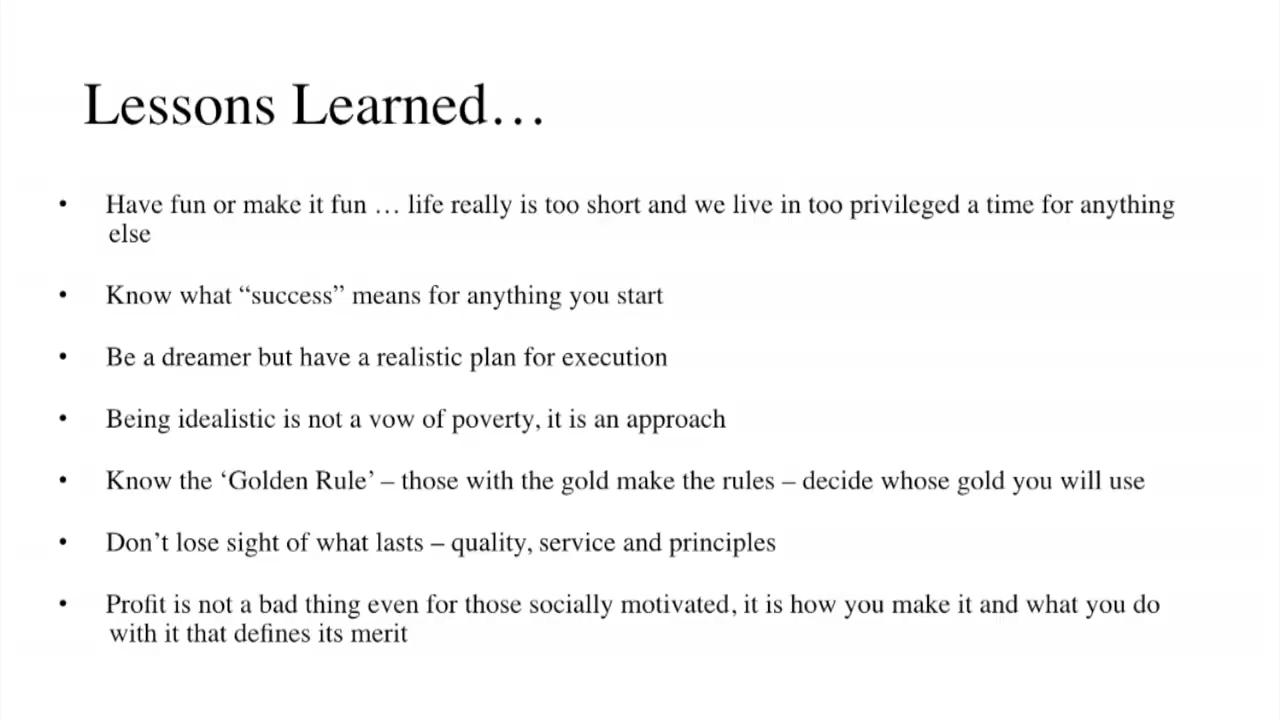 Lessons Learned…
• Have fun or make it fun … life really is too short and we live in too privileged a time for anything
else
• Know what “success” means for anything you start
• Be a dreamer but have a realistic plan for execution
• Being idealistic is not a vow of poverty, it is an approach
• Know the ‘Golden Rule’ – those with the gold make the rules – decide whose gold you will use
• Don’t lose sight of what lasts – quality, service and principles
• Profit is not a bad thing even for those socially motivated, it is how you make it and what you do
with it that defines its merit